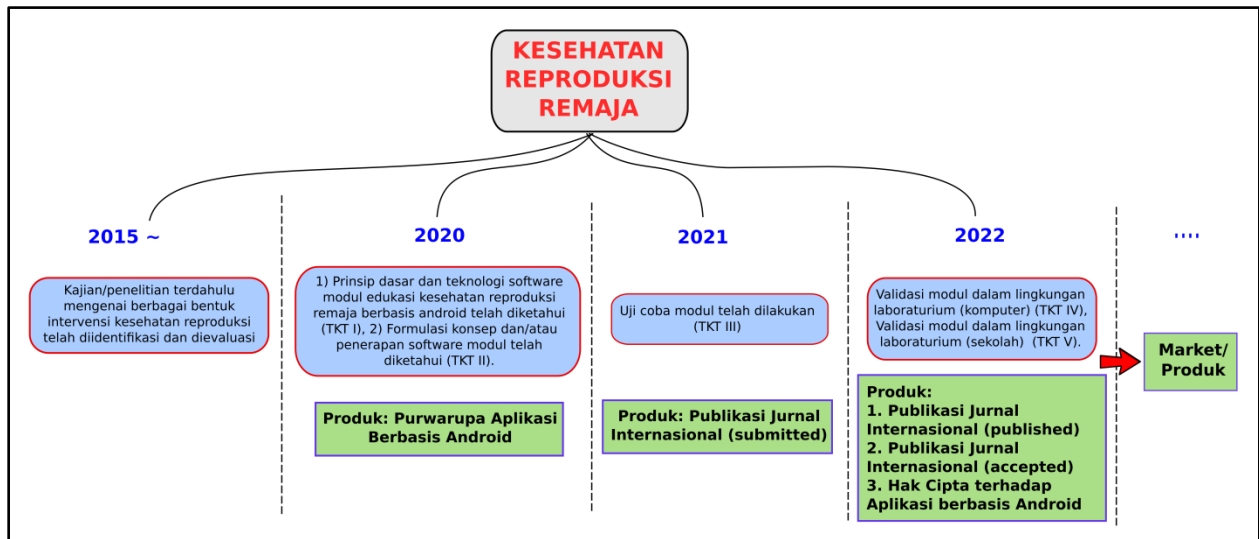 KESEHATAN
REPRODUKSI
REMAJA
2015 ~
Kajian/penelitian terdahulu
mengenai berbagai bentuk
intervensi kesehatan reproduksi
telah diidentifikasi dan dievaluasi
2020
1) Prinsip dasar dan teknologi software
modul edukasi kesehatan reproduksi
remaja berbasis android telah diketahui
(TKT I), 2) Formulasi konsep dan/atau
penerapan software modul telah
diketahui (TKT II).
Produk: Purwarupa Aplikasi
Berbasis Android
2021
Uji coba modul telah dilakukan
(TKT III)
Produk: Publikasi Jurnal
Internasional (submitted)
2022
Validasi modul dalam lingkungan
laboratorium (komputer) (TKT IV),
Validasi modul dalam lingkungan
laboratorium (sekolah) (TKT V).
Produk:
1. Publikasi Jurnal
Internasional (published)
2. Publikasi Jurnal
Internasional (accepted)
3. Hak Cipta terhadap
Aplikasi berbasis Android
....
Market/
Produk